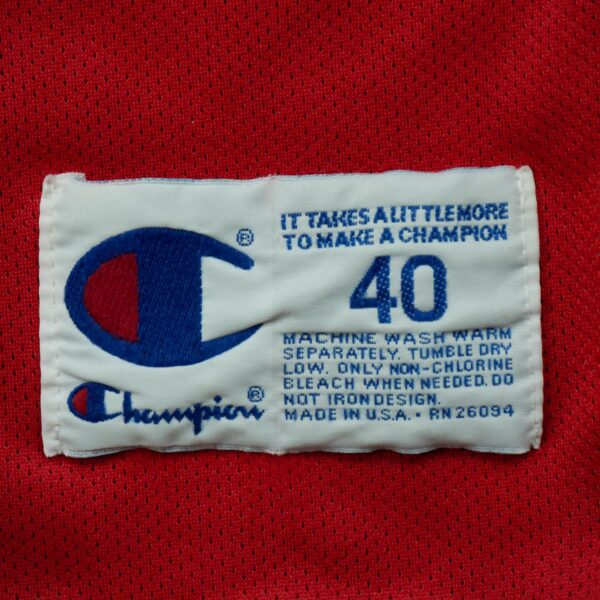 ®
IT TAKES A LITTLE MORE
TO MAKE A CHAMPION
40
MACHINE WASH WARM
SEPARATELY. TUMBLE DRY
LOW. ONLY NON-CHLORINE
BLEACH WHEN NEEDED. DO
NOT IRON DESIGN.
MADE IN U.S.A. • RN 26094
Champion®